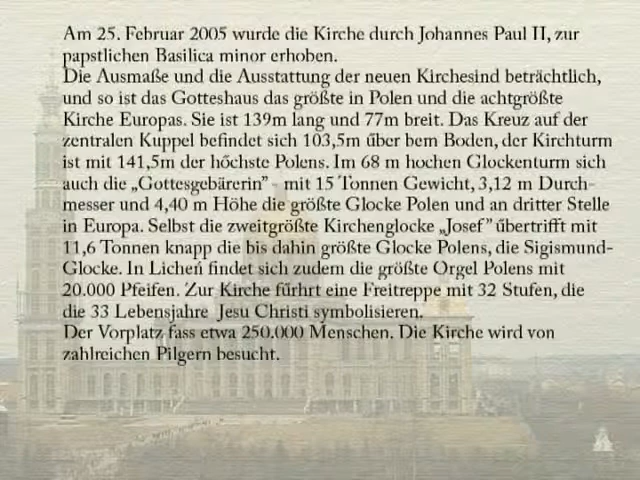 Am 25. Februar 2005 wurde die Kirche durch Johannes Paul II, zur
papstlichen Basilica minor erhoben.
Die Ausmaße und die Ausstattung der neuen Kirchesind beträchtlich,
und so ist das Gotteshaus das größte in Polen und die achtgrößte
Kirche Europas. Sie ist 139m lang und 77m breit. Das Kreuz auf der
zentralen Kuppel befindet sich 103,5m über bem Boden, der Kirchturm
ist mit 141,5m der höchste Polens. Im 68 m hochen Glockenturm sich
auch die „Gottesgebärerin" - mit 15 Tonnen Gewicht, 3,12 m Durch-
messer und 4,40 m Höhe die größte Glocke Polen und an dritter Stelle
in Europa. Selbst die zweitgrößte Kirchenglocke „Josef" übertrifft mit
11,6 Tonnen knapp die bis dahin größte Glocke Polens, die Sigismund-
Glocke. In Licheń findet sich zudem die größte Orgel Polens mit
20.000 Pfeifen. Zur Kirche fürhrt eine Freitreppe mit 32 Stufen, die
die 33 Lebensjahre Jesu Christi symbolisieren.
Der Vorplatz fass etwa 250.000 Menschen. Die Kirche wird von
zahlreichen Pilgern besucht.